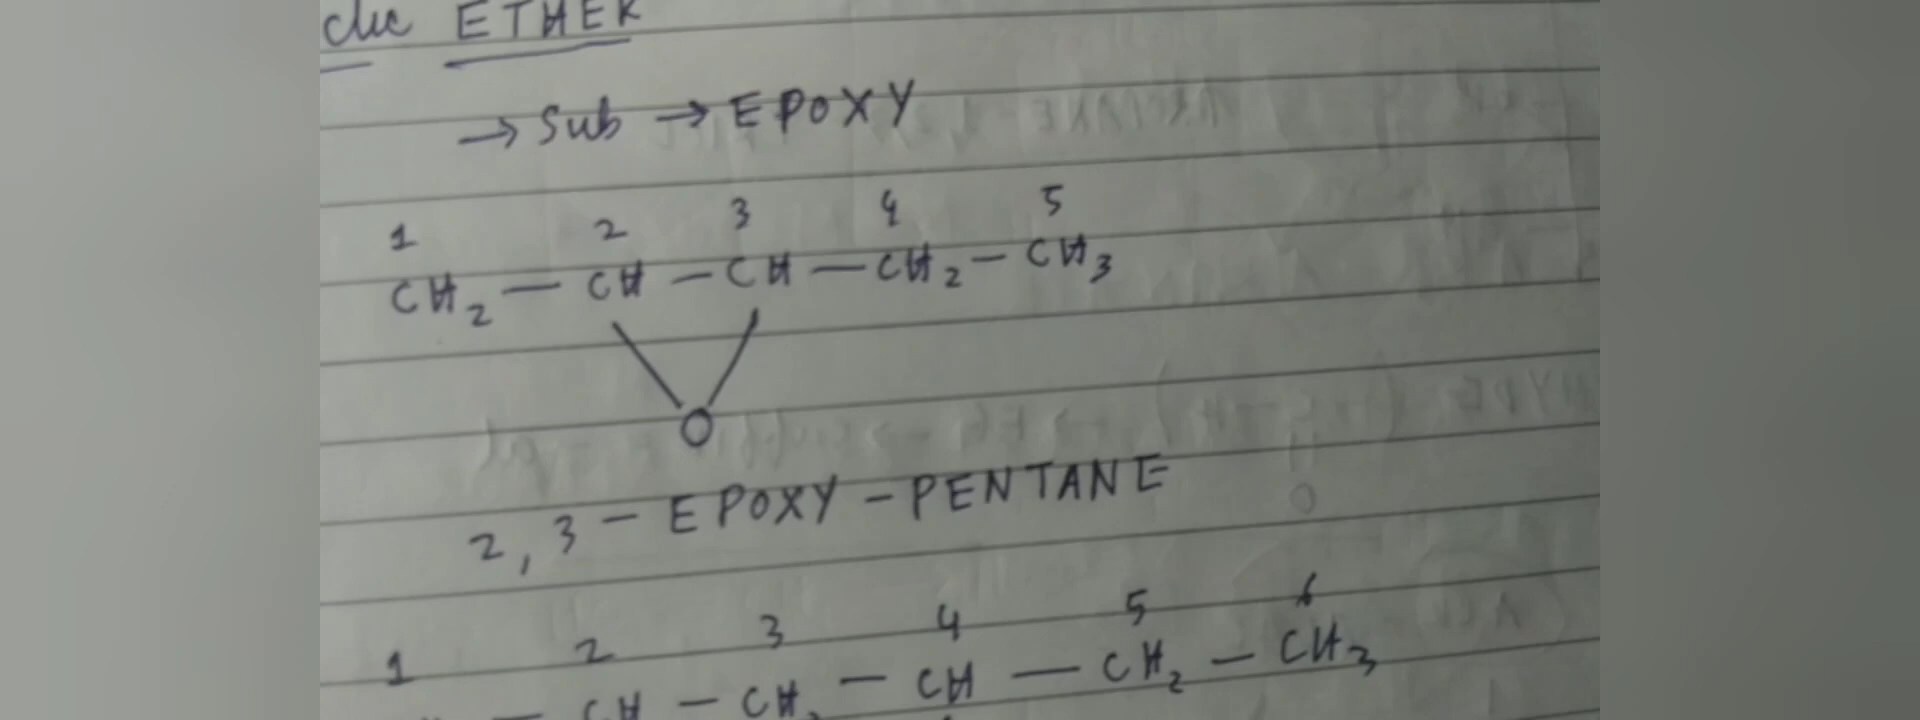 clic ETHER
→ Sub → EPOXY
1 2 3 4 5
CH₂ — CH — CH — CH₂ — CH₃
O
2, 3 - EPOXY - PENTANE
1 2 3 4 5 6
CH — CH₂ — CH — CH₂ — CH₃